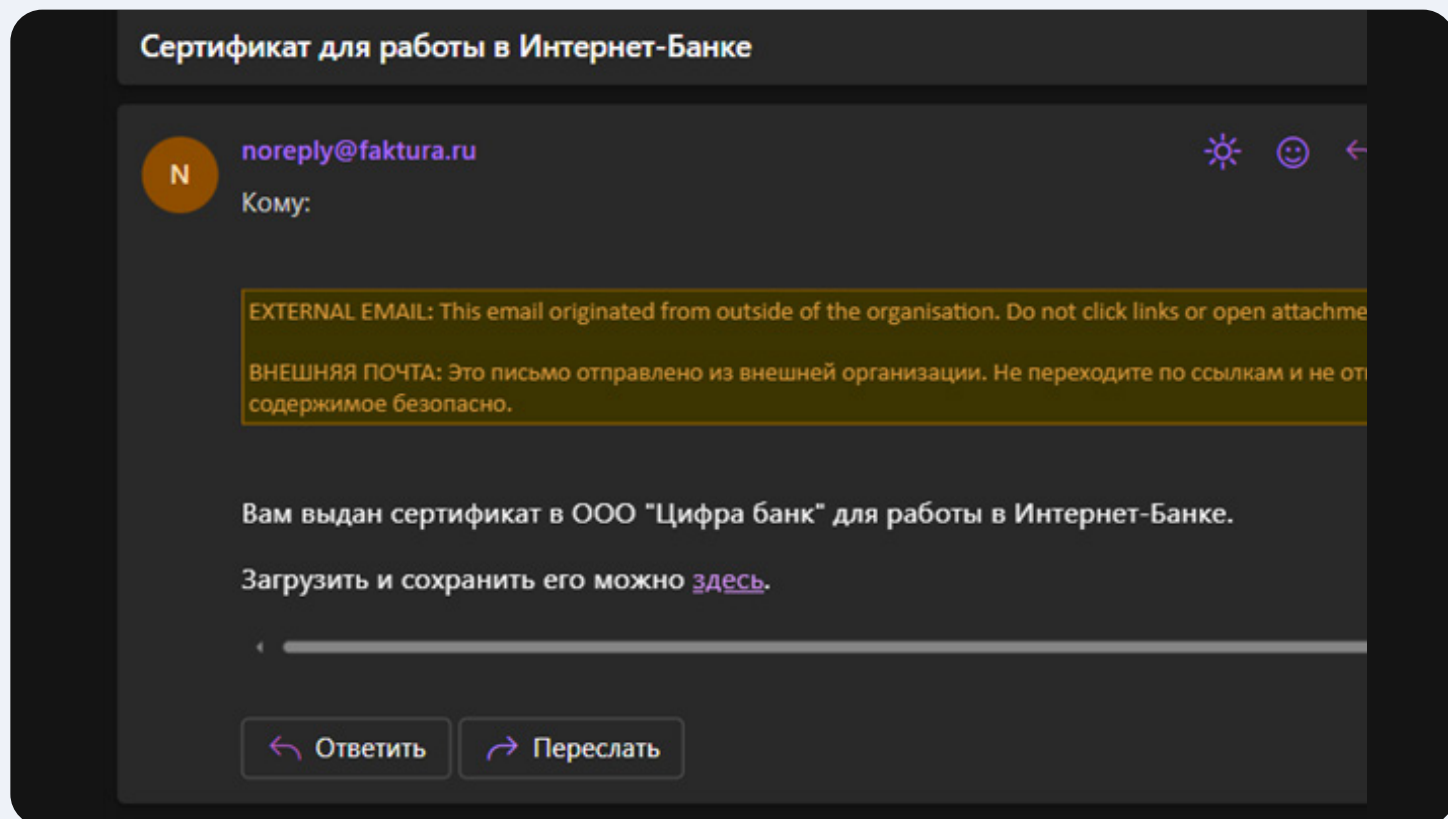 Сертификат для работы в Интернет-Банке
N
noreply@faktura.ru
Кому:
EXTERNAL EMAIL: This email originated from outside of the organisation. Do not click links or open
ВНЕШНЯЯ ПОЧТА: Это письмо отправлено из внешней организации. Не переходите по ссылкам и не
содержимое безопасно.
Вам выдан сертификат в ООО "Цифра банк" для работы в Интернет-Банке.
Загрузить и сохранить его можно здесь.
Ответить
Переслать